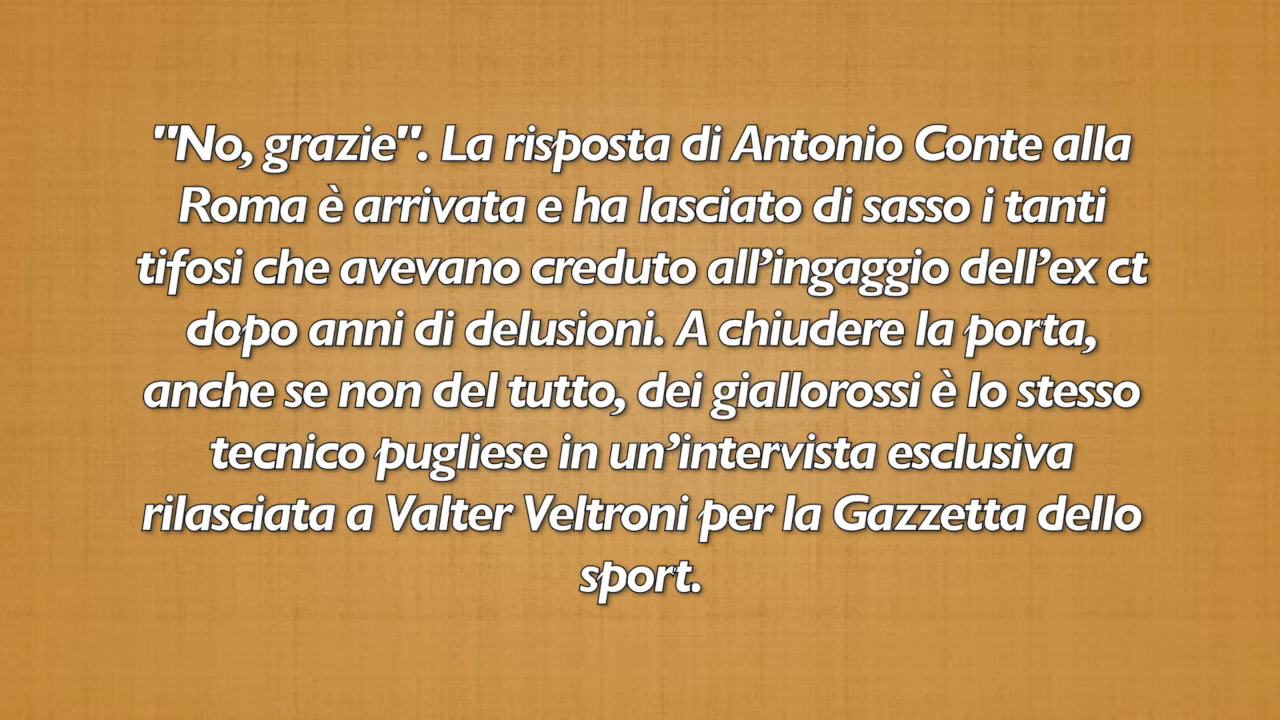 "No, grazie". La risposta di Antonio Conte alla
Roma è arrivata e ha lasciato di sasso i tanti
tifosi che avevano creduto all’ingaggio dell’ex ct
dopo anni di delusioni. A chiudere la porta,
anche se non del tutto, dei giallorossi è lo stesso
tecnico pugliese in un’intervista esclusiva
rilasciata a Valter Veltroni per la Gazzetta dello
sport.